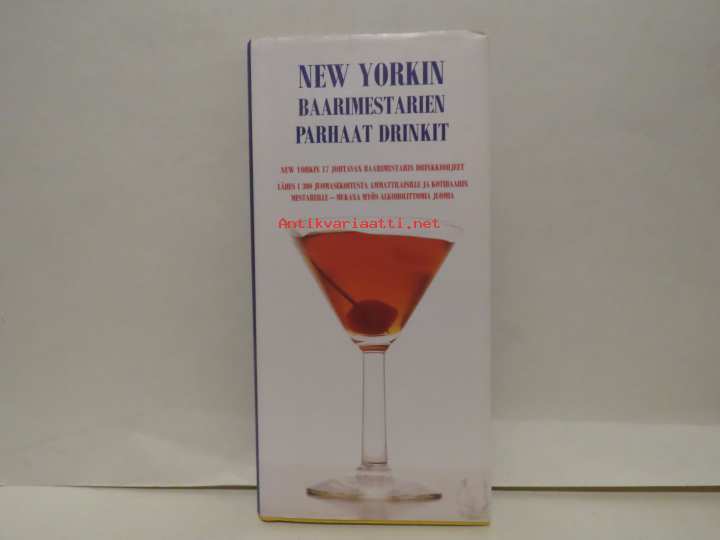 NEW YORKIN
BAARIMESTARIEN
PARHAAT DRINKIT
NEW YORKIN 17 JOHTAVAN BAARIMESTARIN DRINKKIOHJEET
LÄHES 1 300 JUOMASEKOITUSTA AMMATTILAISILLE JA KOTIBAARIN
MESTAREILLE – MUKANA MYÖS ALKOHOLITTOMIA JUOMIA
Antikvariaatti.net